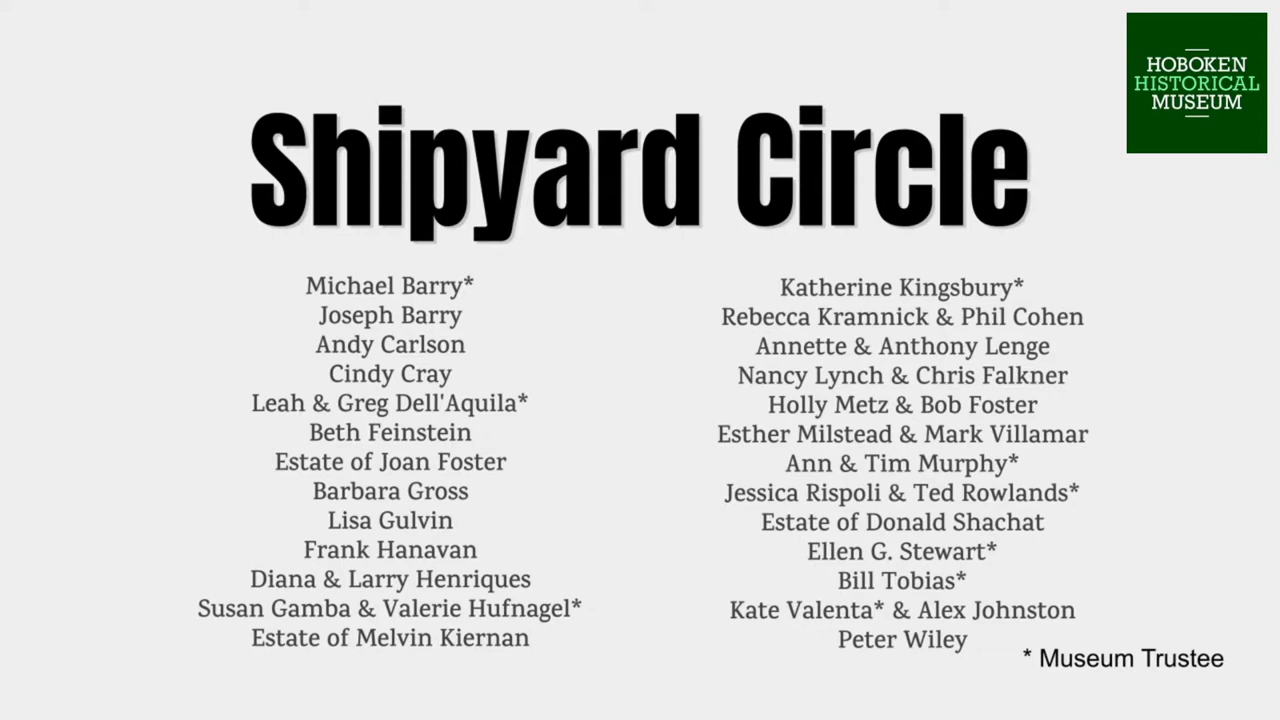 HOBOKEN
HISTORICAL
MUSEUM
Shipyard Circle
Michael Barry*
Joseph Barry
Andy Carlson
Cindy Cray
Leah & Greg Dell'Aquila*
Beth Feinstein
Estate of Joan Foster
Barbara Gross
Lisa Gulvin
Frank Hanavan
Diana & Larry Henriques
Susan Gamba & Valerie Hufnagel*
Estate of Melvin Kiernan
Katherine Kingsbury*
Rebecca Kramnick & Phil Cohen
Annette & Anthony Lenge
Nancy Lynch & Chris Falkner
Holly Metz & Bob Foster
Esther Milstead & Mark Villamar
Ann & Tim Murphy*
Jessica Rispoli & Ted Rowlands*
Estate of Donald Shachat
Ellen G. Stewart*
Bill Tobias*
Kate Valenta* & Alex Johnston
Peter Wiley
* Museum Trustee